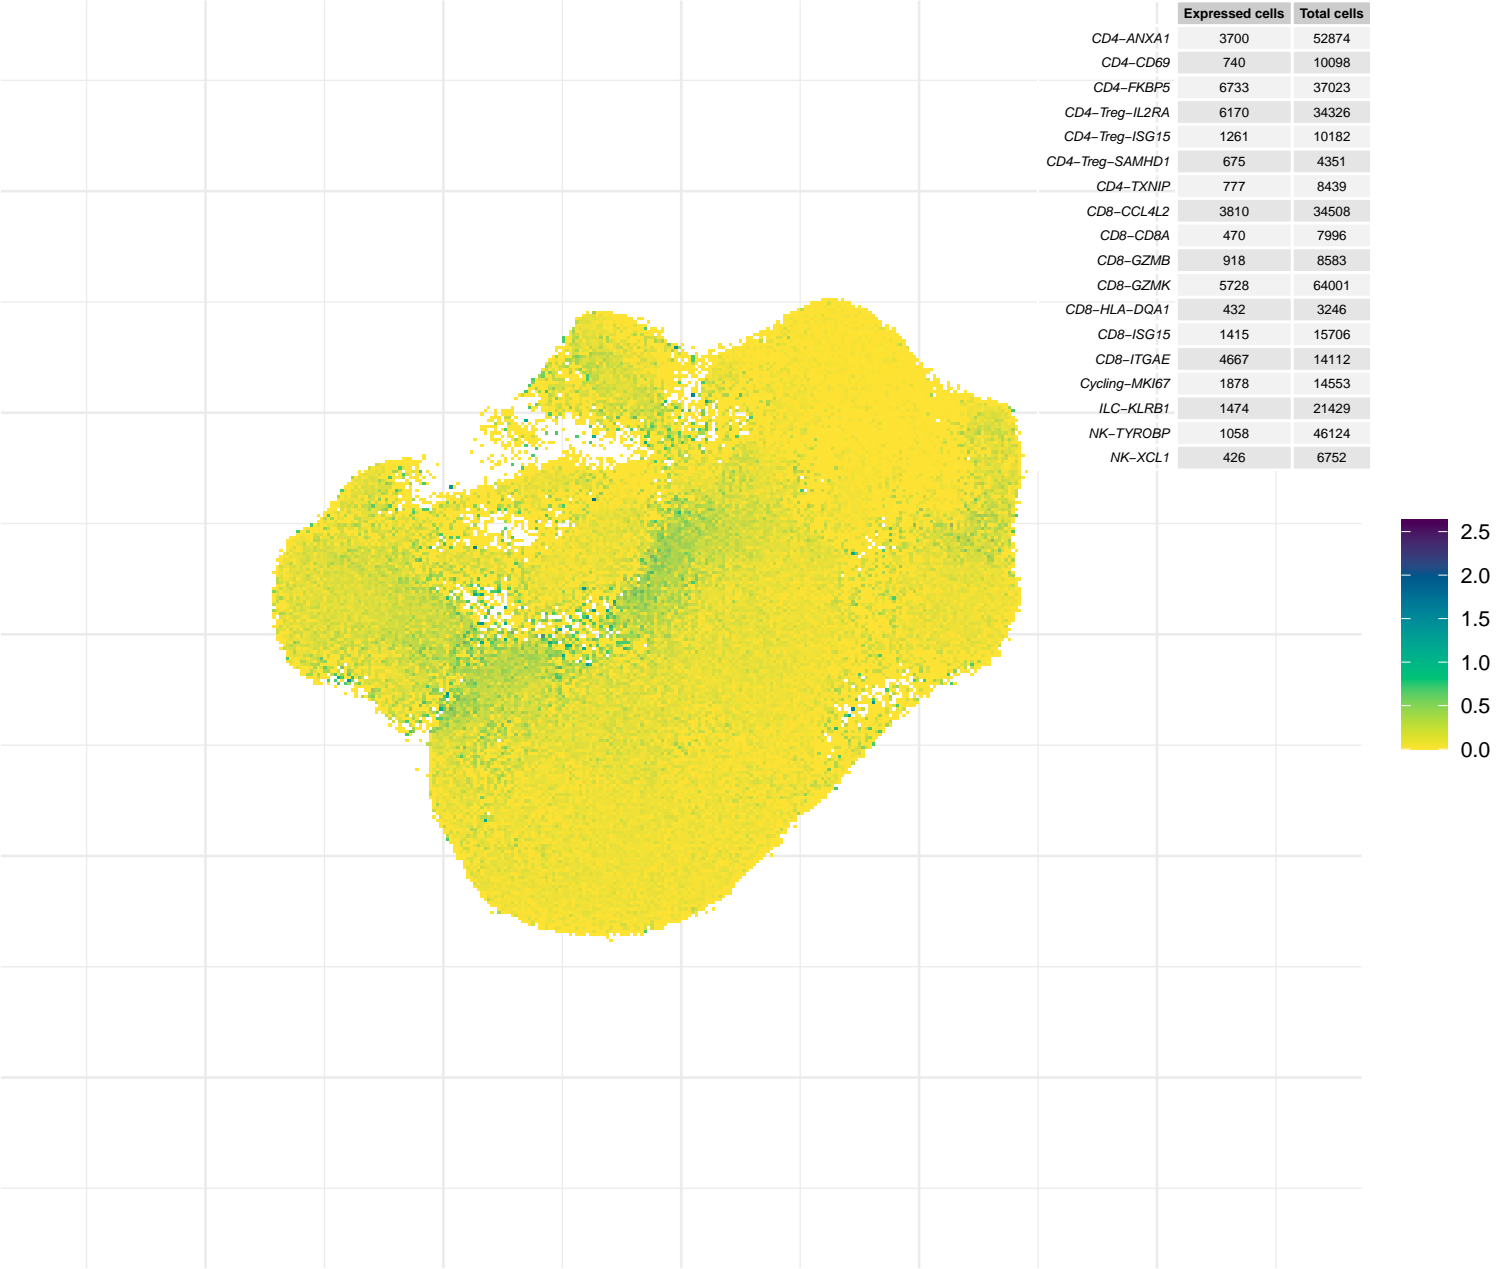 Expressed cells Total cells
CD4−ANXA1 3700 52874
CD4−CD69 740 10098
CD4−FKBP5 6733 37023
CD4−Treg−IL2RA 6170 34326
CD4−Treg−ISG15 1261 10182
CD4−Treg−SAMHD1 675 4351
CD4−TXNIP 777 8439
CD8−CCL4L2 3810 34508
CD8−CD8A 470 7996
CD8−GZMB 918 8583
CD8−GZMK 5728 64001
CD8−HLA−DQA1 432 3246
CD8−ISG15 1415 15706
CD8−ITGAE 4667 14112
Cycling−MKI67 1878 14553
ILC−KLRB1 1474 21429
NK−TYROBP 1058 46124
NK−XCL1 426 6752
2.5
2.0
1.5
1.0
0.5
0.0